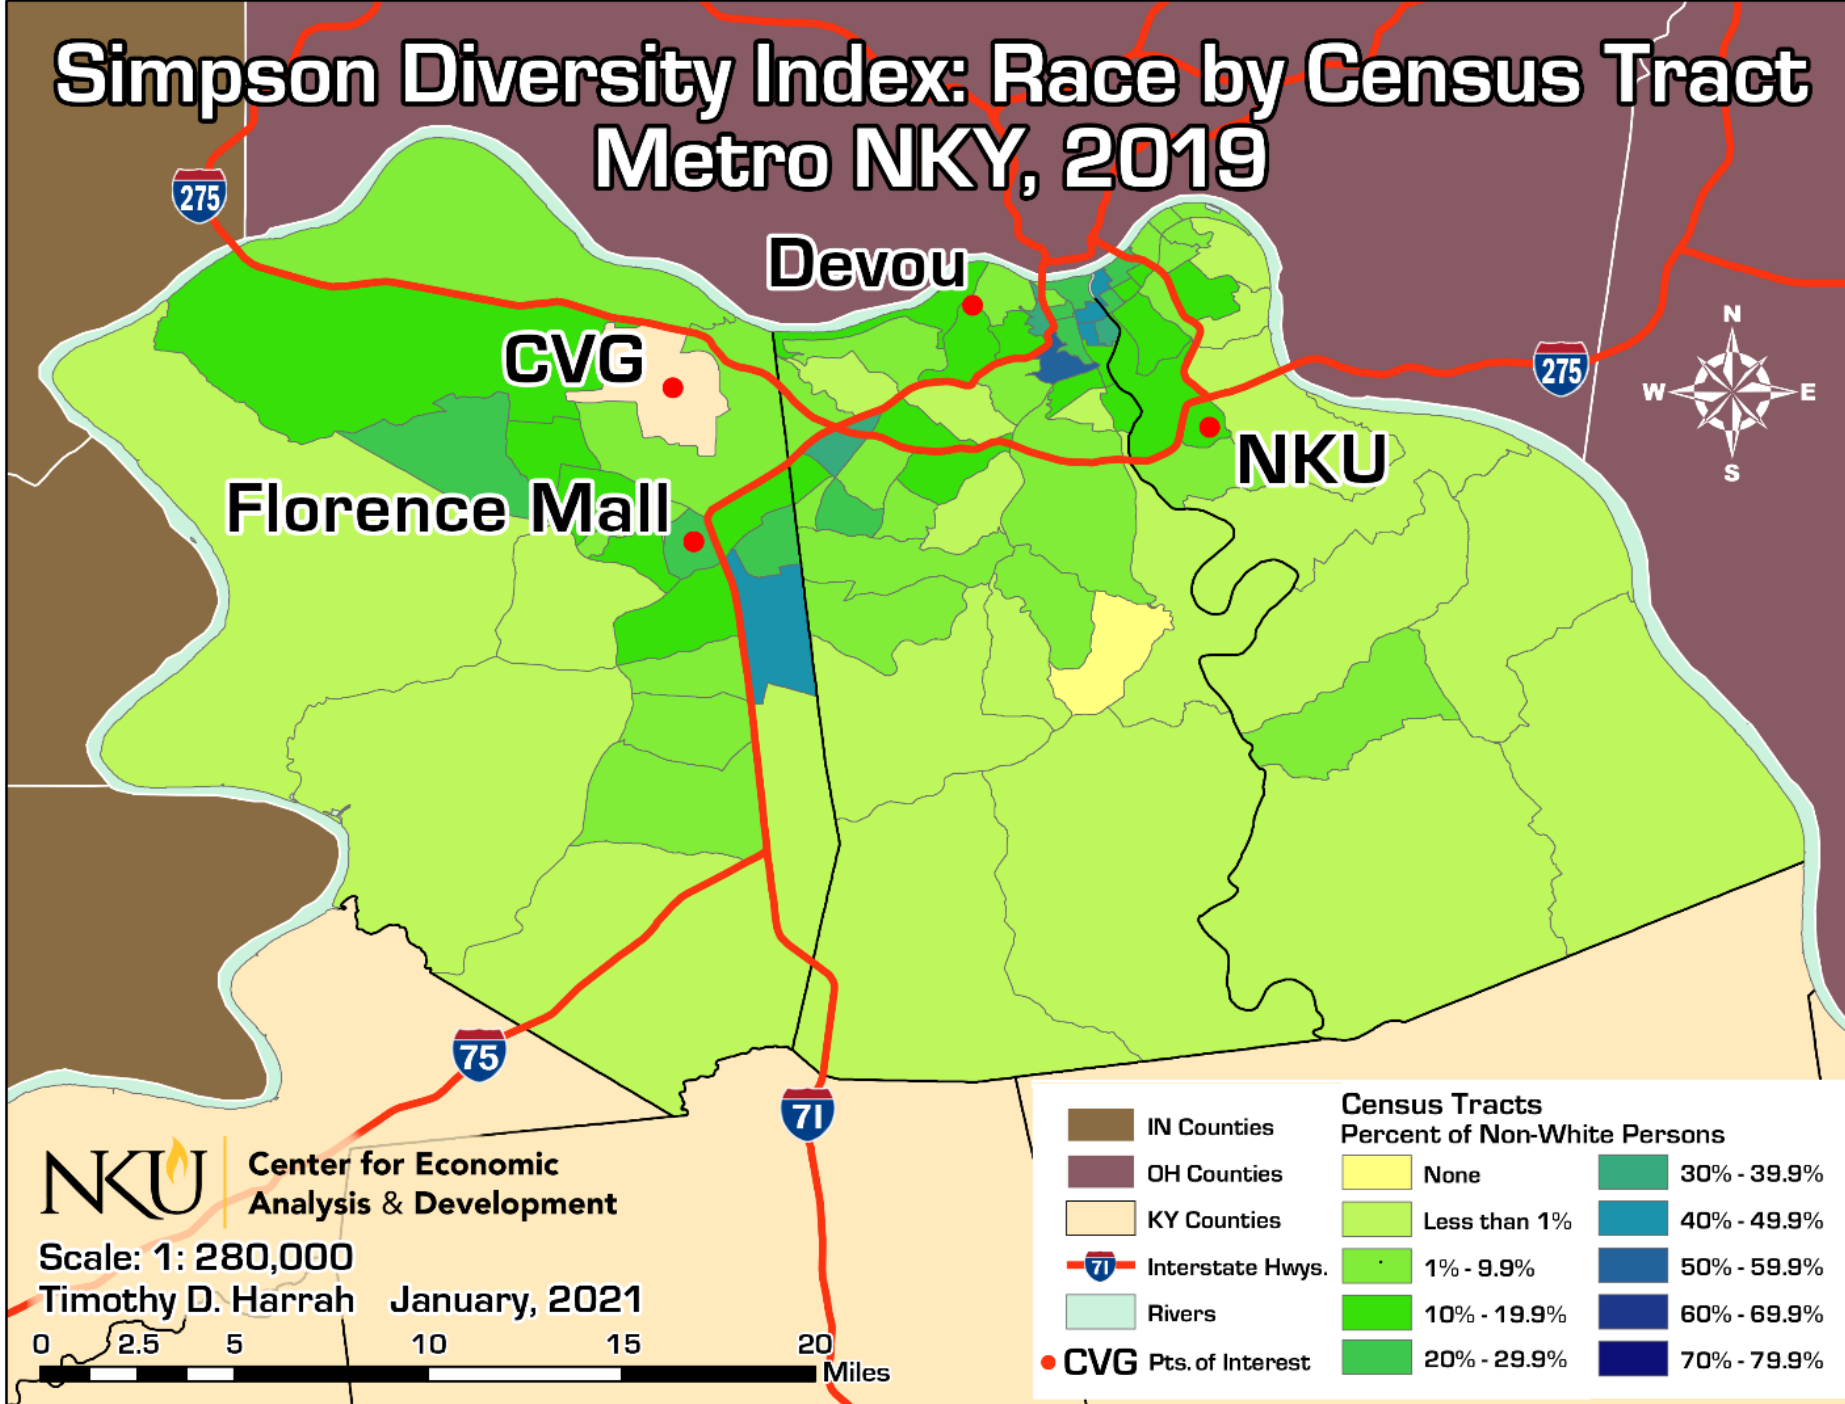 Simpson Diversity Index: Race by Census Tract
Metro NKY, 2019
275
Devou
CVG
N
W E
S
275
NKU
Florence Mall
75
71
NKU Center for Economic
Analysis & Development
Scale: 1: 280,000
Timothy D. Harrah January, 2021
0 2.5 5 10 15 20
Miles
IN Counties
OH Counties
KY Counties
71 Interstate Hwys.
Rivers
CVG Pts. of Interest
Census Tracts
Percent of Non-White Persons
None
Less than 1%
1% - 9.9%
10% - 19.9%
20% - 29.9%
30% - 39.9%
40% - 49.9%
50% - 59.9%
60% - 69.9%
70% - 79.9%